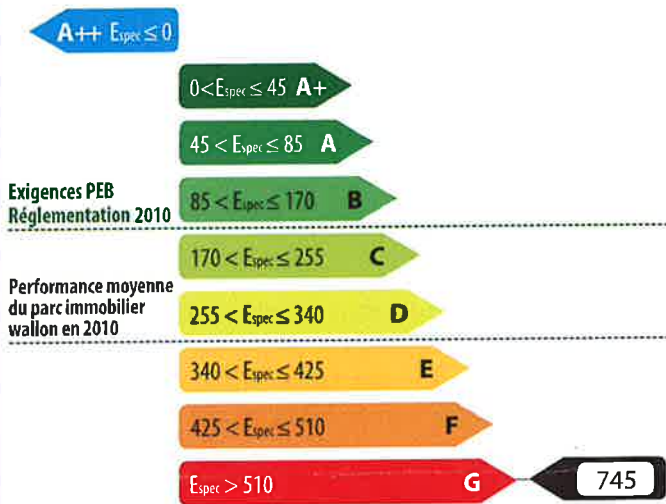 A++ Espec ≤ 0
0<Espec ≤ 45 A+
45 < Espec ≤ 85 A
Exigences PEB
Réglementation 2010
85 < Espec ≤ 170 B
170 < Espec ≤ 255 C
Performance moyenne
du parc immobilier
wallon en 2010
255 < Espec ≤ 340 D
340 < Espec ≤ 425 E
425 < Espec ≤ 510 F
Espec > 510 G 745